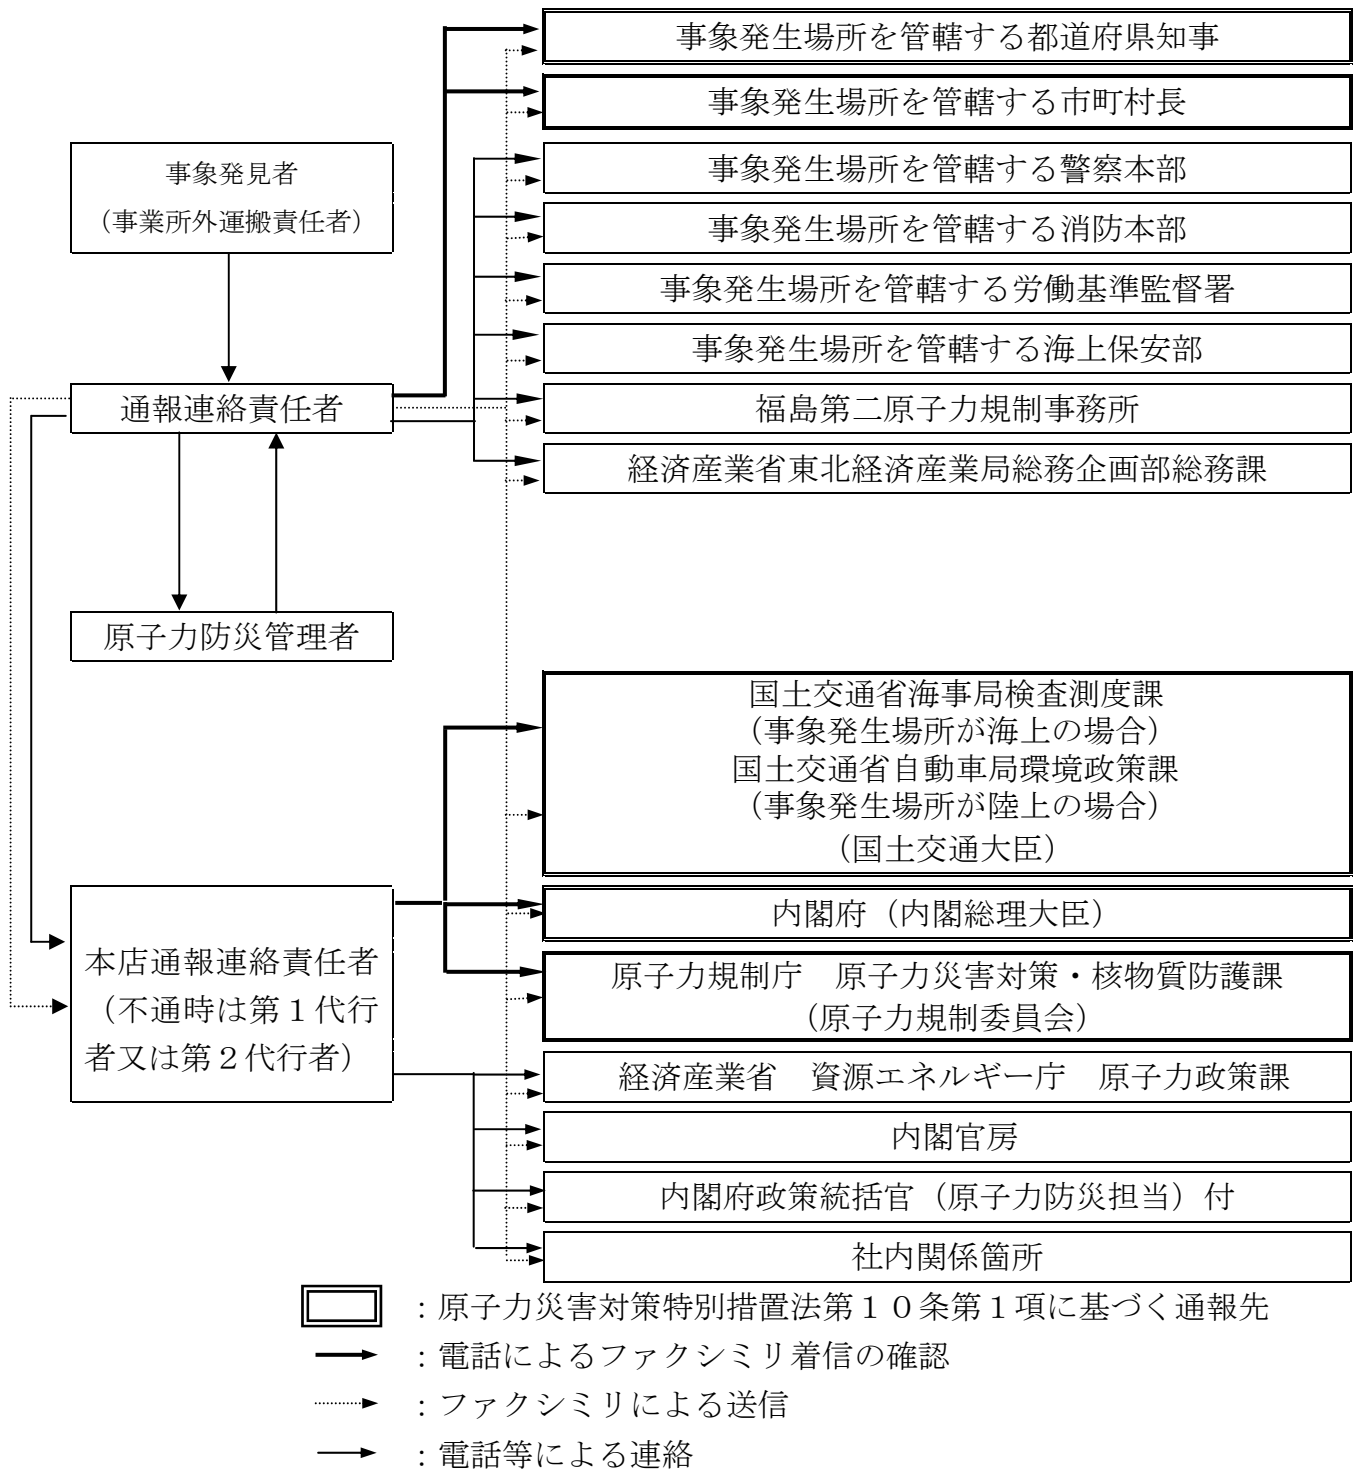 事象発生場所を管轄する都道府県知事
事象発生場所を管轄する市町村長
事象発見者
（事業所外運搬責任者）
事象発生場所を管轄する警察本部
事象発生場所を管轄する消防本部
事象発生場所を管轄する労働基準監督署
事象発生場所を管轄する海上保安部
通報連絡責任者
福島第二原子力規制事務所
経済産業省東北経済産業局総務企画部総務課
原子力防災管理者
国土交通省海事局検査測度課
（事象発生場所が海上の場合）
国土交通省自動車局環境政策課
（事象発生場所が陸上の場合）
（国土交通大臣）
内閣府（内閣総理大臣）
本店通報連絡責任者
（不通時は第１代行
者又は第２代行者）
原子力規制庁　原子力災害対策・核物質防護課
（原子力規制委員会）
経済産業省　資源エネルギー庁　原子力政策課
内閣官房
内閣府政策統括官（原子力防災担当）付
社内関係箇所
：原子力災害対策特別措置法第１０条第１項に基づく通報先
：電話によるファクシミリ着信の確認
：ファクシミリによる送信
：電話等による連絡